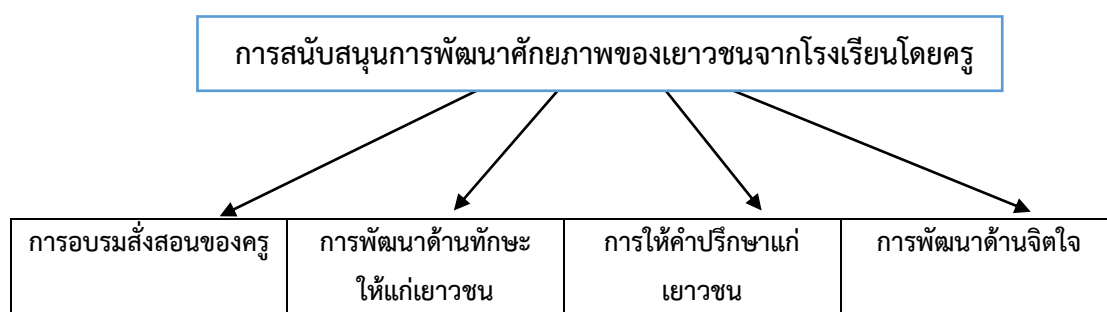 การสนับสนุนการพัฒนาศักยภาพของเยาวชนจากโรงเรียนโดยครู
การอบรมสั่งสอนของครู
การพัฒนาด้านทักษะ
ให้แก่เยาวชน
การให้คำปรึกษาแก่
เยาวชน
การพัฒนาด้านจิตใจ